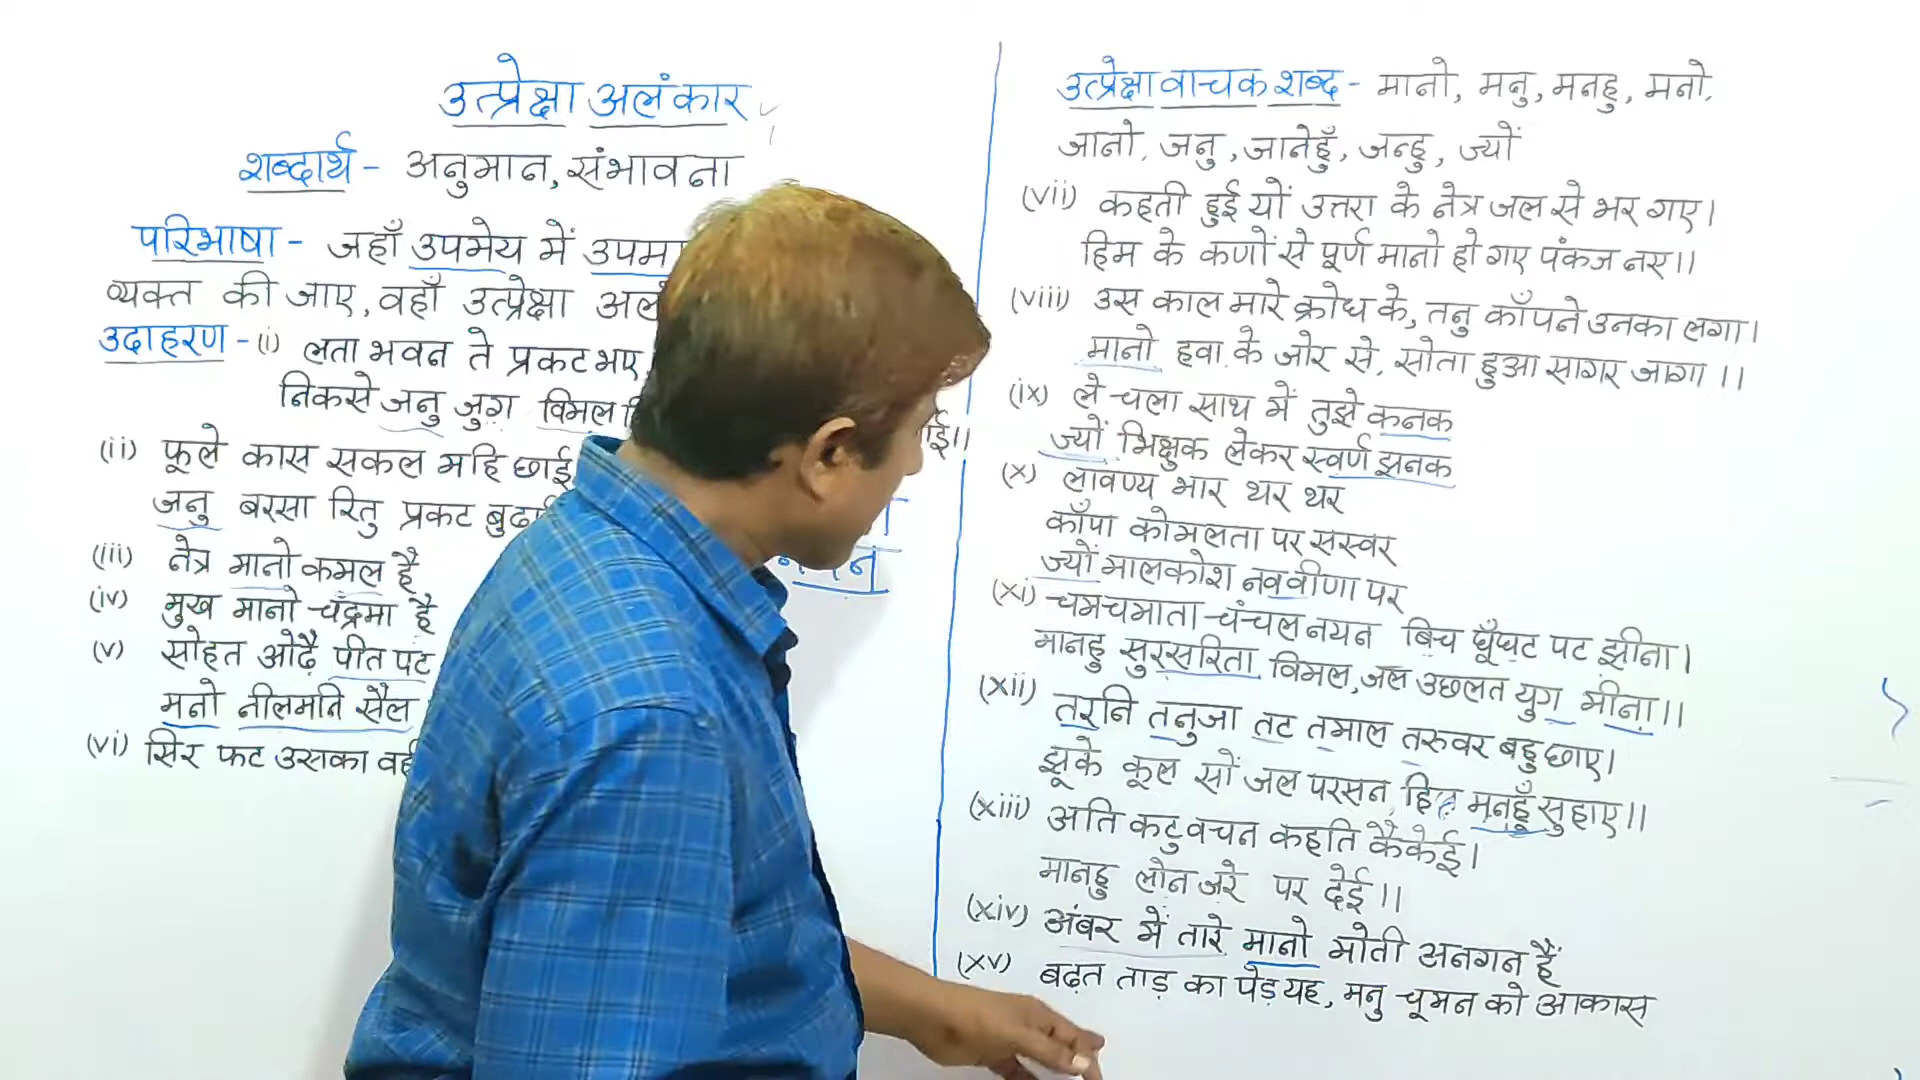 उत्प्रेक्षा अलंकार
शब्दार्थ - अनुमान, संभावना
परिभाषा - जहाँ उपमेय में
व्यक्त की जाए, वहाँ उत्प्रेक्षा
उदाहरण - (i) लता भवन ते प्रकट भए
निकसे जनु जुग विमल
(ii) फूले कास सकल महि छाई
जनु बरसा रितु प्रकट
(iii) नेत्र मानो कमल है
(iv) मुख मानो चंद्रमा है
(v) सोहत ओढ़ै पीत पट
मनो नीलमनि सैल
(vi) सिर फट उसका
उत्प्रेक्षा वाचक शब्द - मानो, मनु, मनहु, मनो,
जानो, जनु, जानेहुँ, जन्हु, ज्यों
(vii) कहती हुई यों उत्तरा के नेत्र जल से भर गए।
हिम के कणों से पूर्ण मानो हो गए पंकज नए।।
(viii) उस काल मारे क्रोध के, तनु काँपने उनका लगा।
मानो हवा के जोर से, सोता हुआ सागर जागा।।
(ix) ले चला साथ में तुझे कनक
ज्यों भिक्षुक लेकर स्वर्ण झनक
(x) लावण्य भार थर थर
काँपा कोमलता पर सस्वर
ज्यों मालकोश नववीणा पर
(xi) चमचमाता चंचल नयन बिच घूँघट पट झीना।
मानहु सुरसरिता विमल, जल उछलत युग मीना।।
(xii) तरनि तनुजा तट तमाल तरुवर बहु छाए।
झूके कूल सों जल परसन हित मनहूँ सुहाए।।
(xiii) अति कटु वचन कहति कैकेई।
मानहु लोन जरे पर देई।।
(xiv) अंबर में तारे मानो मोती अनगन हैं
(xv) बढ़त ताड़ का पेड़ यह, मनु चूमन को आकास